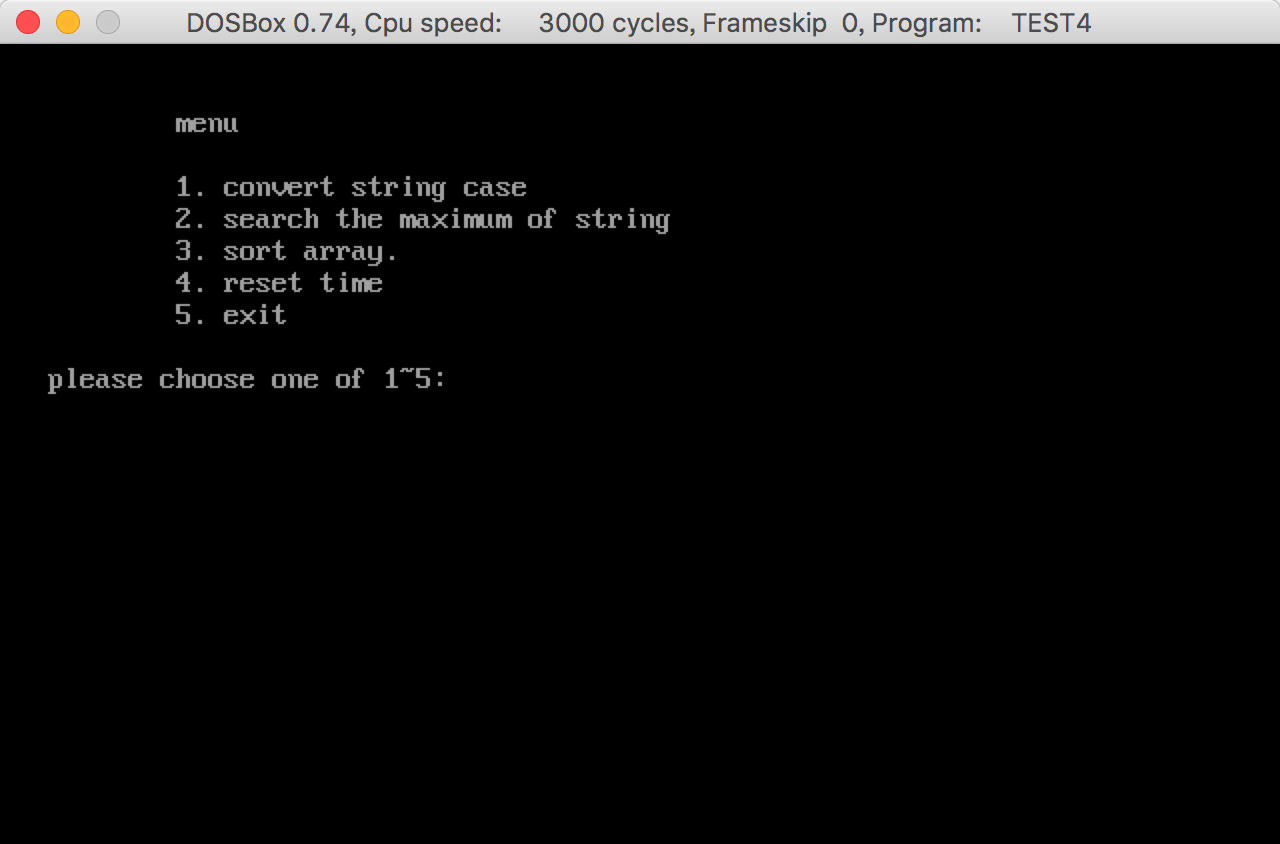 DOSBox 0.74, Cpu speed: 3000 cycles, Frameskip 0, Program: TEST4
menu
1. convert string case
2. search the maximum of string
3. sort array.
4. reset time
5. exit
please choose one of 1~5: